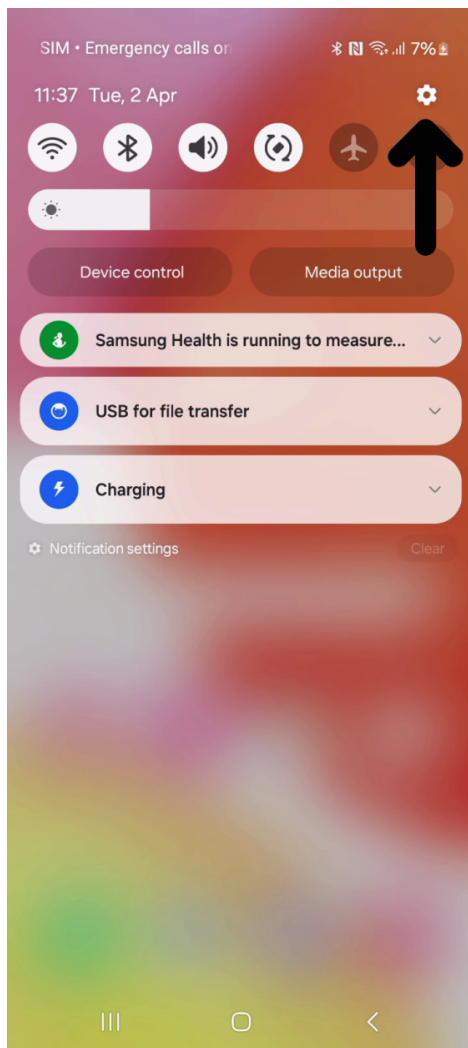 SIM • Emergency calls on 7%
11:37 Tue, 2 Apr
Device control Media output
Samsung Health is running to measure...
USB for file transfer
Charging
Notification settings Clear